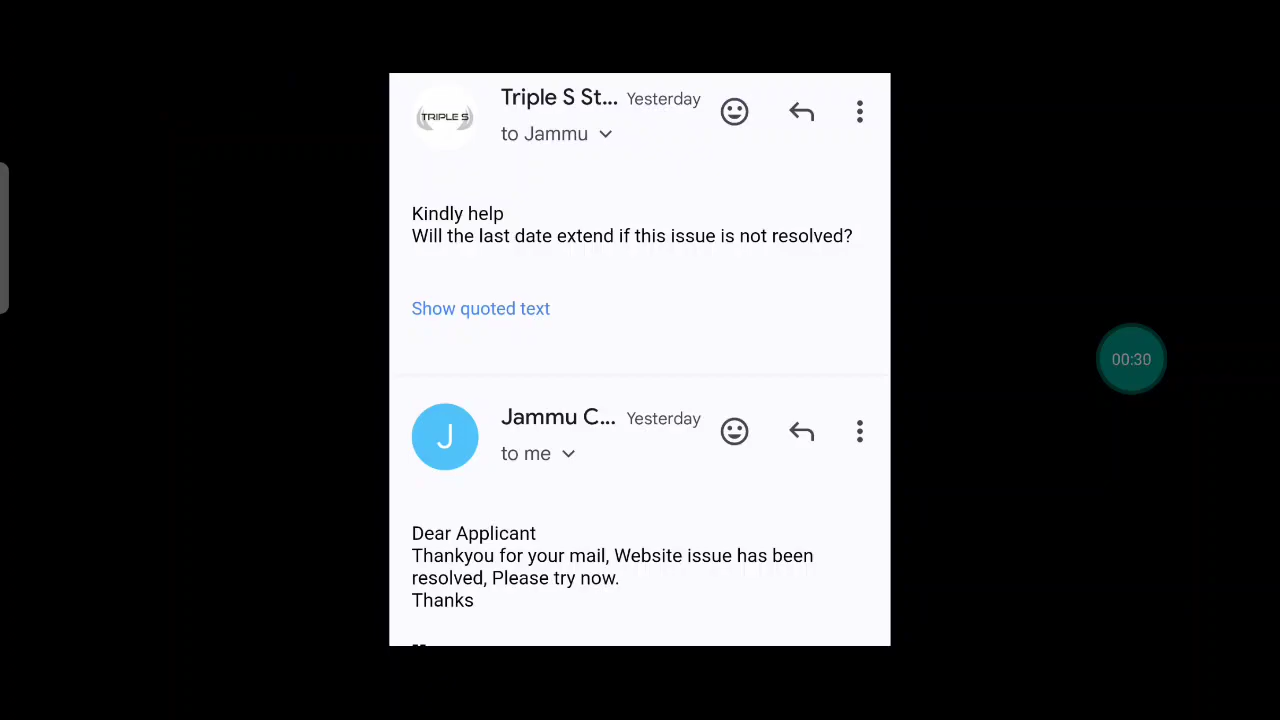 TRIPLE S
Triple S St... Yesterday
to Jammu
Kindly help
Will the last date extend if this issue is not resolved?
Show quoted text
00:30
J
Jammu C... Yesterday
to me
Dear Applicant
Thankyou for your mail, Website issue has been
resolved, Please try now.
Thanks